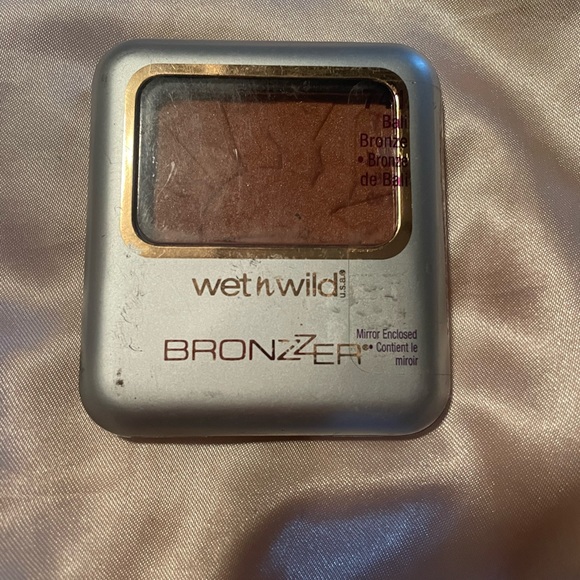 Bali
Bronze
• Bronze
de Bali
wet n wild
u.s.a.®
BRONZZER®
Mirror Enclosed
• Contient le
miroir